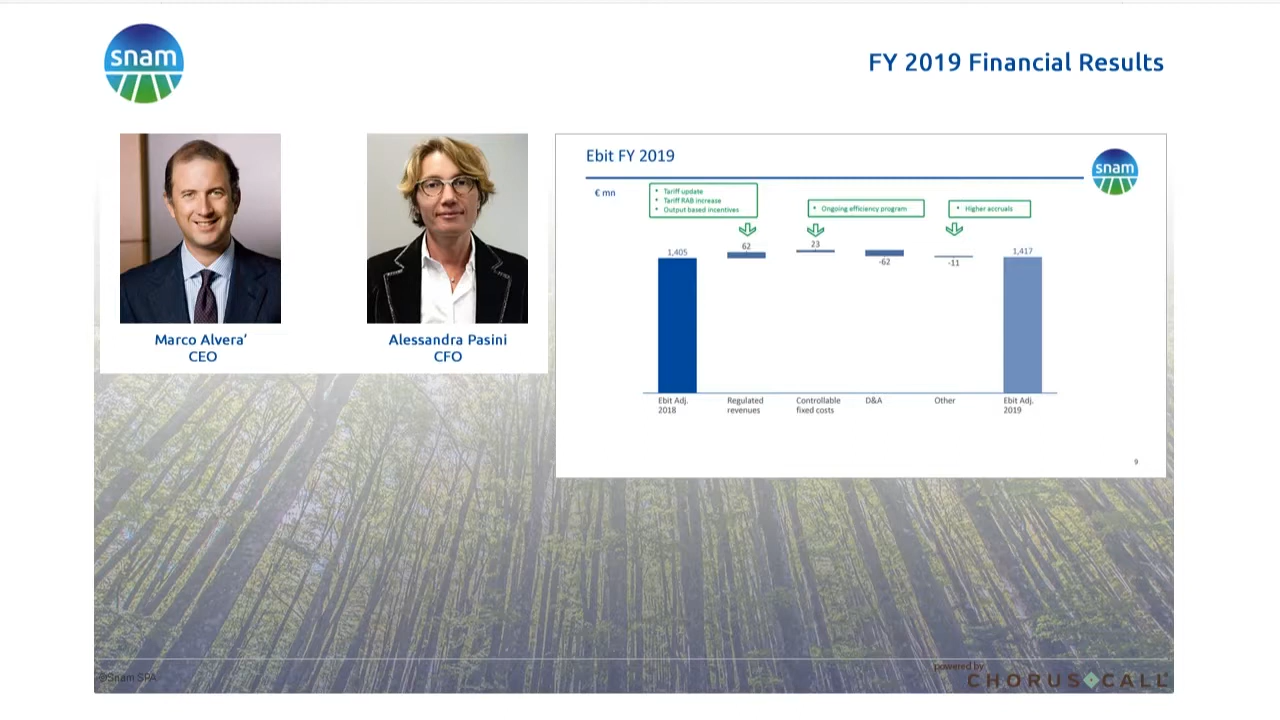 snam
FY 2019 Financial Results
Marco Alvera’
CEO
Alessandra Pasini
CFO
Ebit FY 2019
snam
€ mn
• Tariff update
• Tariff RAB increase
• Output based incentives
• Ongoing efficiency program
• Higher accruals
1,405
62
23
-62
-11
1,417
Ebit Adj.
2018
Regulated
revenues
Controllable
fixed costs
D&A
Other
Ebit Adj.
2019
9
©Snam SPA
powered by
CHORUS CALL